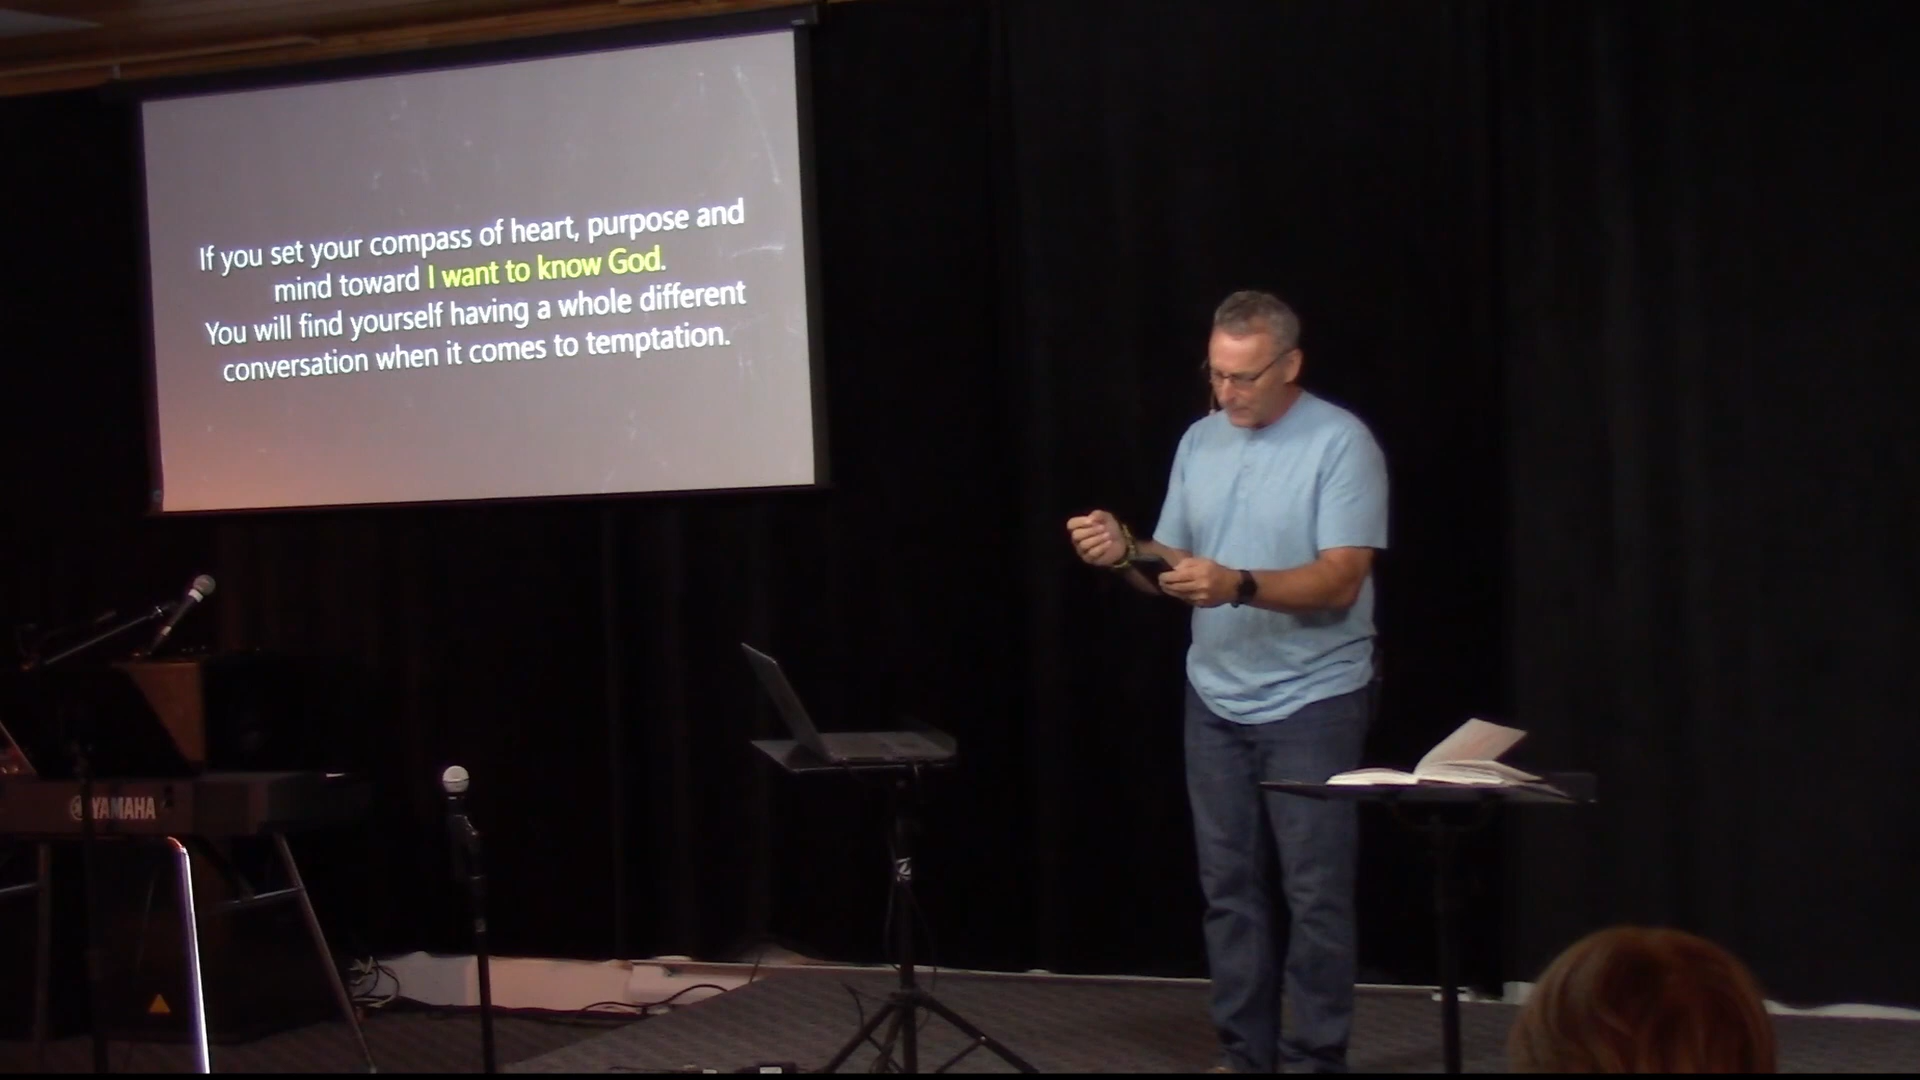 If you set your compass of heart, purpose and
mind toward I want to know God.
You will find yourself having a whole different
conversation when it comes to temptation.
YAMAHA